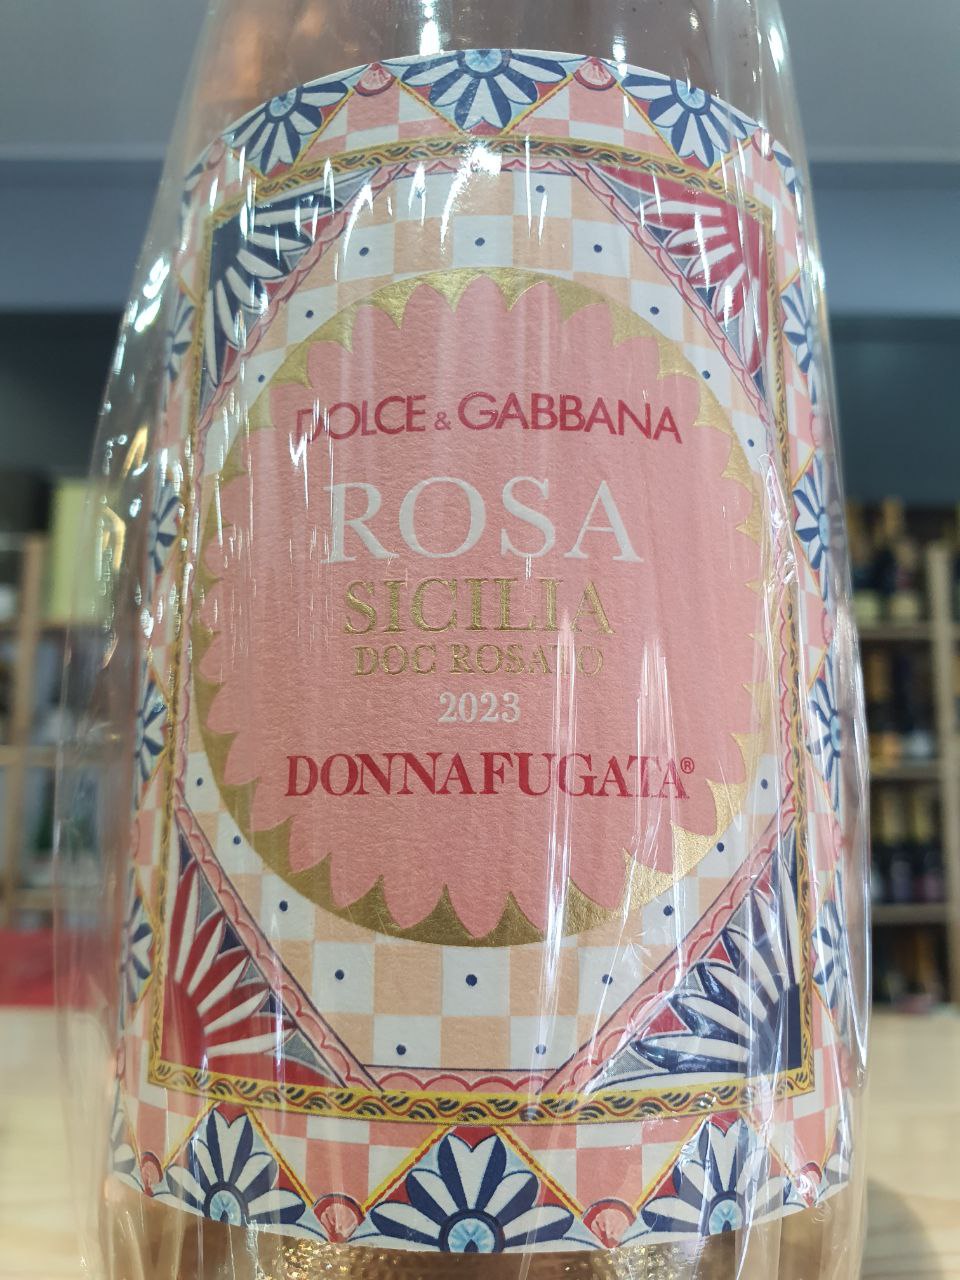 DOLCE & GABBANA
ROSA
SICILIA
DOC ROSATO
2023
DONNAFUGATA®